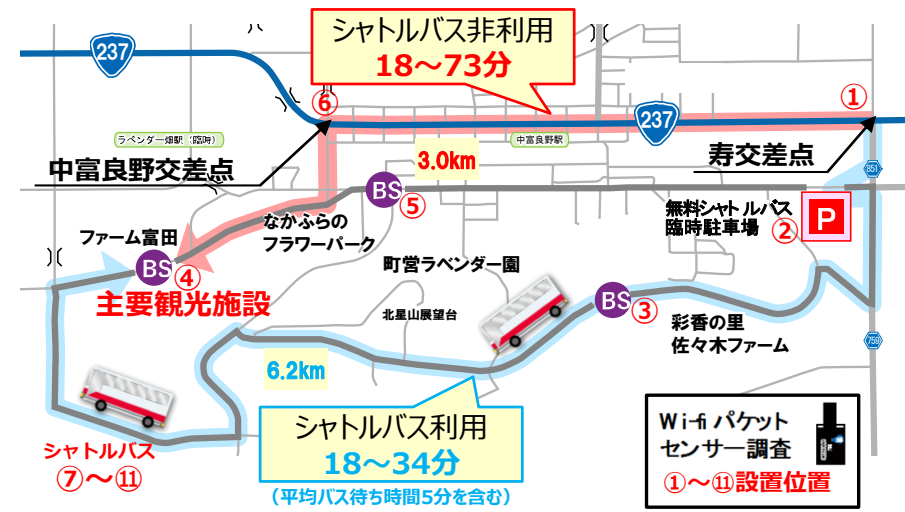 シャトルバス非利用
18～73分
237
⑥
①
237
ラベンダー畑駅（臨時）
中富良野駅
中富良野交差点
3.0km
寿交差点
851
BS
⑤
なかふらの
フラワーパーク
無料シャトルバス
臨時駐車場
②
P
ファーム富田
BS
④
主要観光施設
町営ラベンダー園
北星山展望台
BS
③
彩香の里
佐々木ファーム
759
6.2km
シャトルバス利用
18～34分
（平均バス待ち時間5分を含む）
シャトルバス
⑦～⑪
Wi-fiパケット
センサー調査
①～⑪設置位置